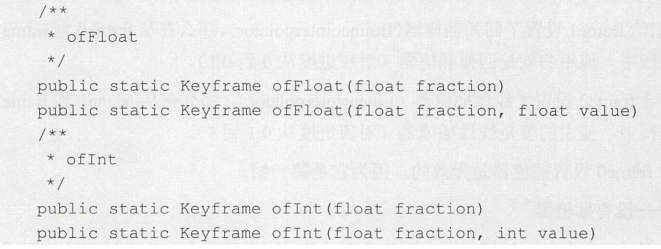 /**
 * ofFloat
 */
public static Keyframe ofFloat(float fraction)
public static Keyframe ofFloat(float fraction, float value)
/**
 * ofInt
 */
public static Keyframe ofInt(float fraction)
public static Keyframe ofInt(float fraction, int value)